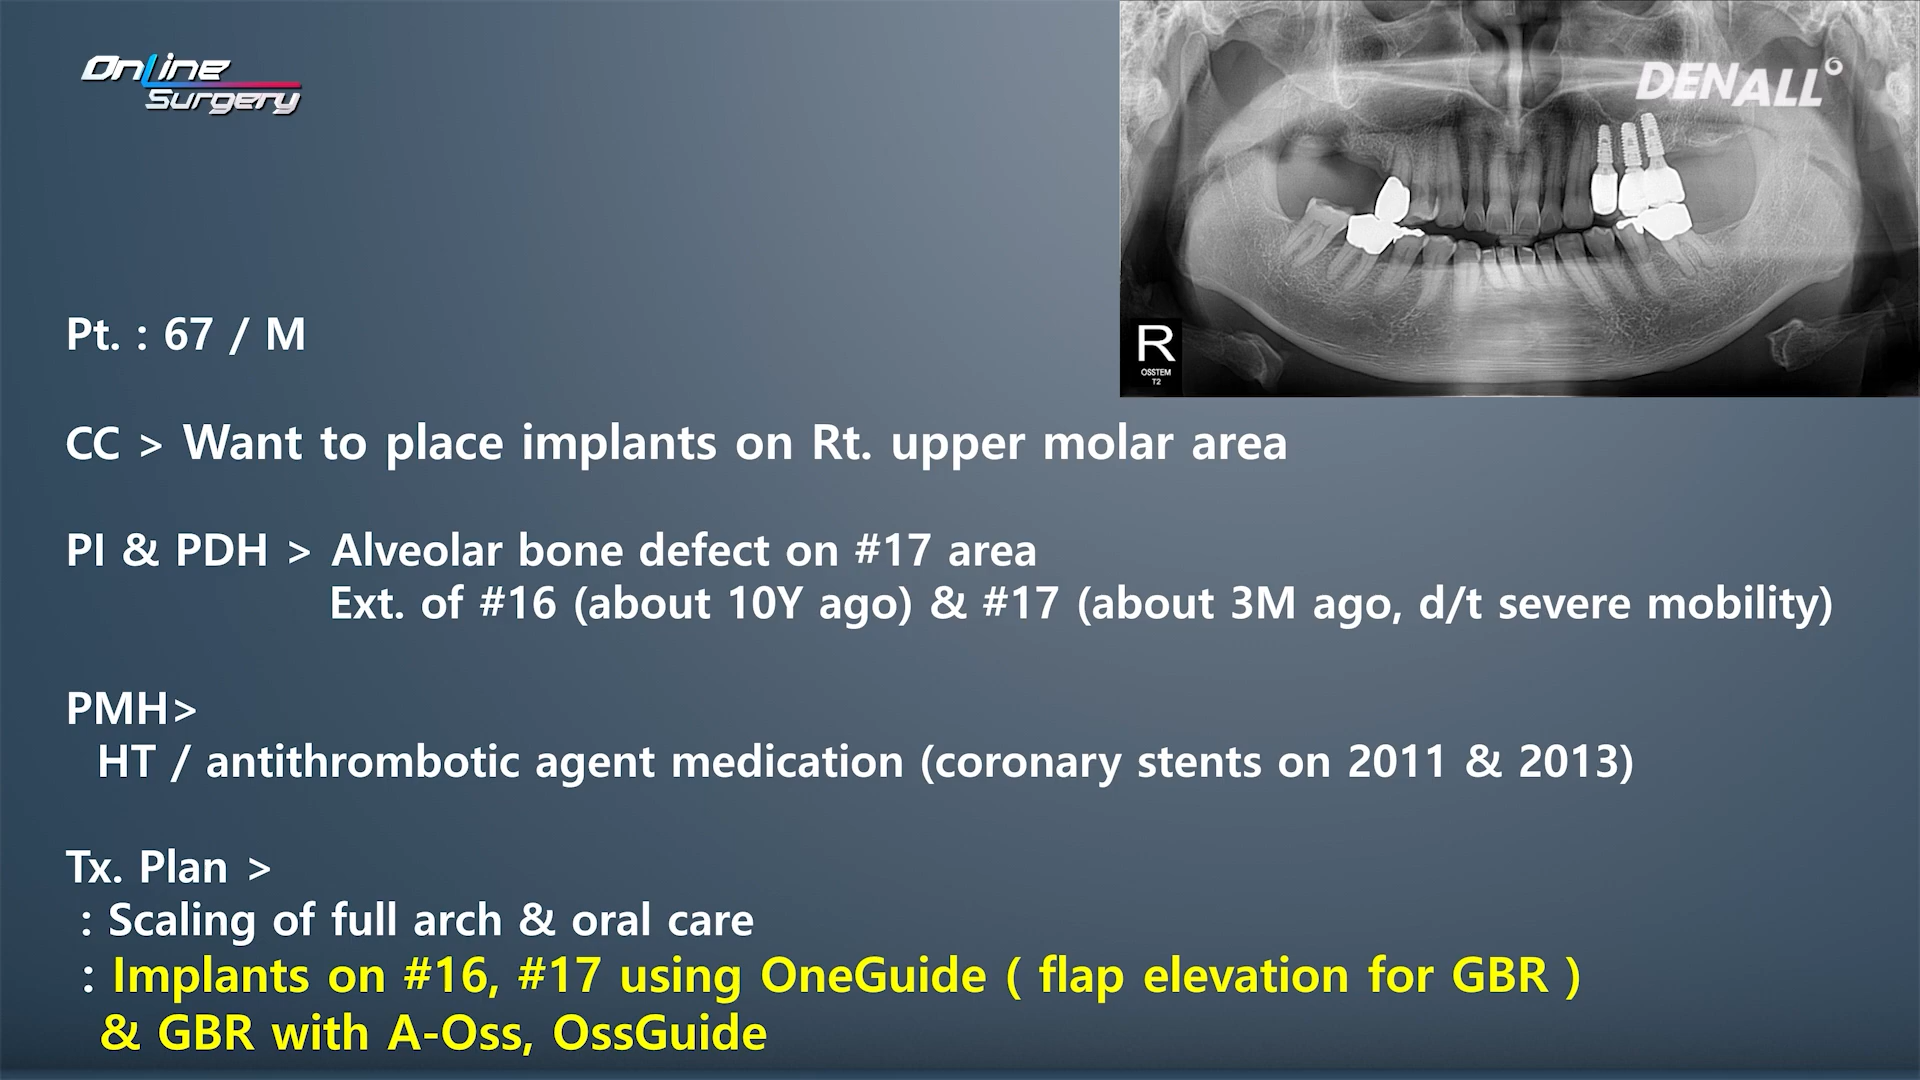 OnLine
Surgery
DENALL
R
OSSTEM
T2
Pt. : 67 / M
CC > Want to place implants on Rt. upper molar area
PI & PDH > Alveolar bone defect on #17 area
Ext. of #16 (about 10Y ago) & #17 (about 3M ago, d/t severe mobility)
PMH>
HT / antithrombotic agent medication (coronary stents on 2011 & 2013)
Tx. Plan >
: Scaling of full arch & oral care
: Implants on #16, #17 using OneGuide ( flap elevation for GBR )
& GBR with A-Oss, OssGuide